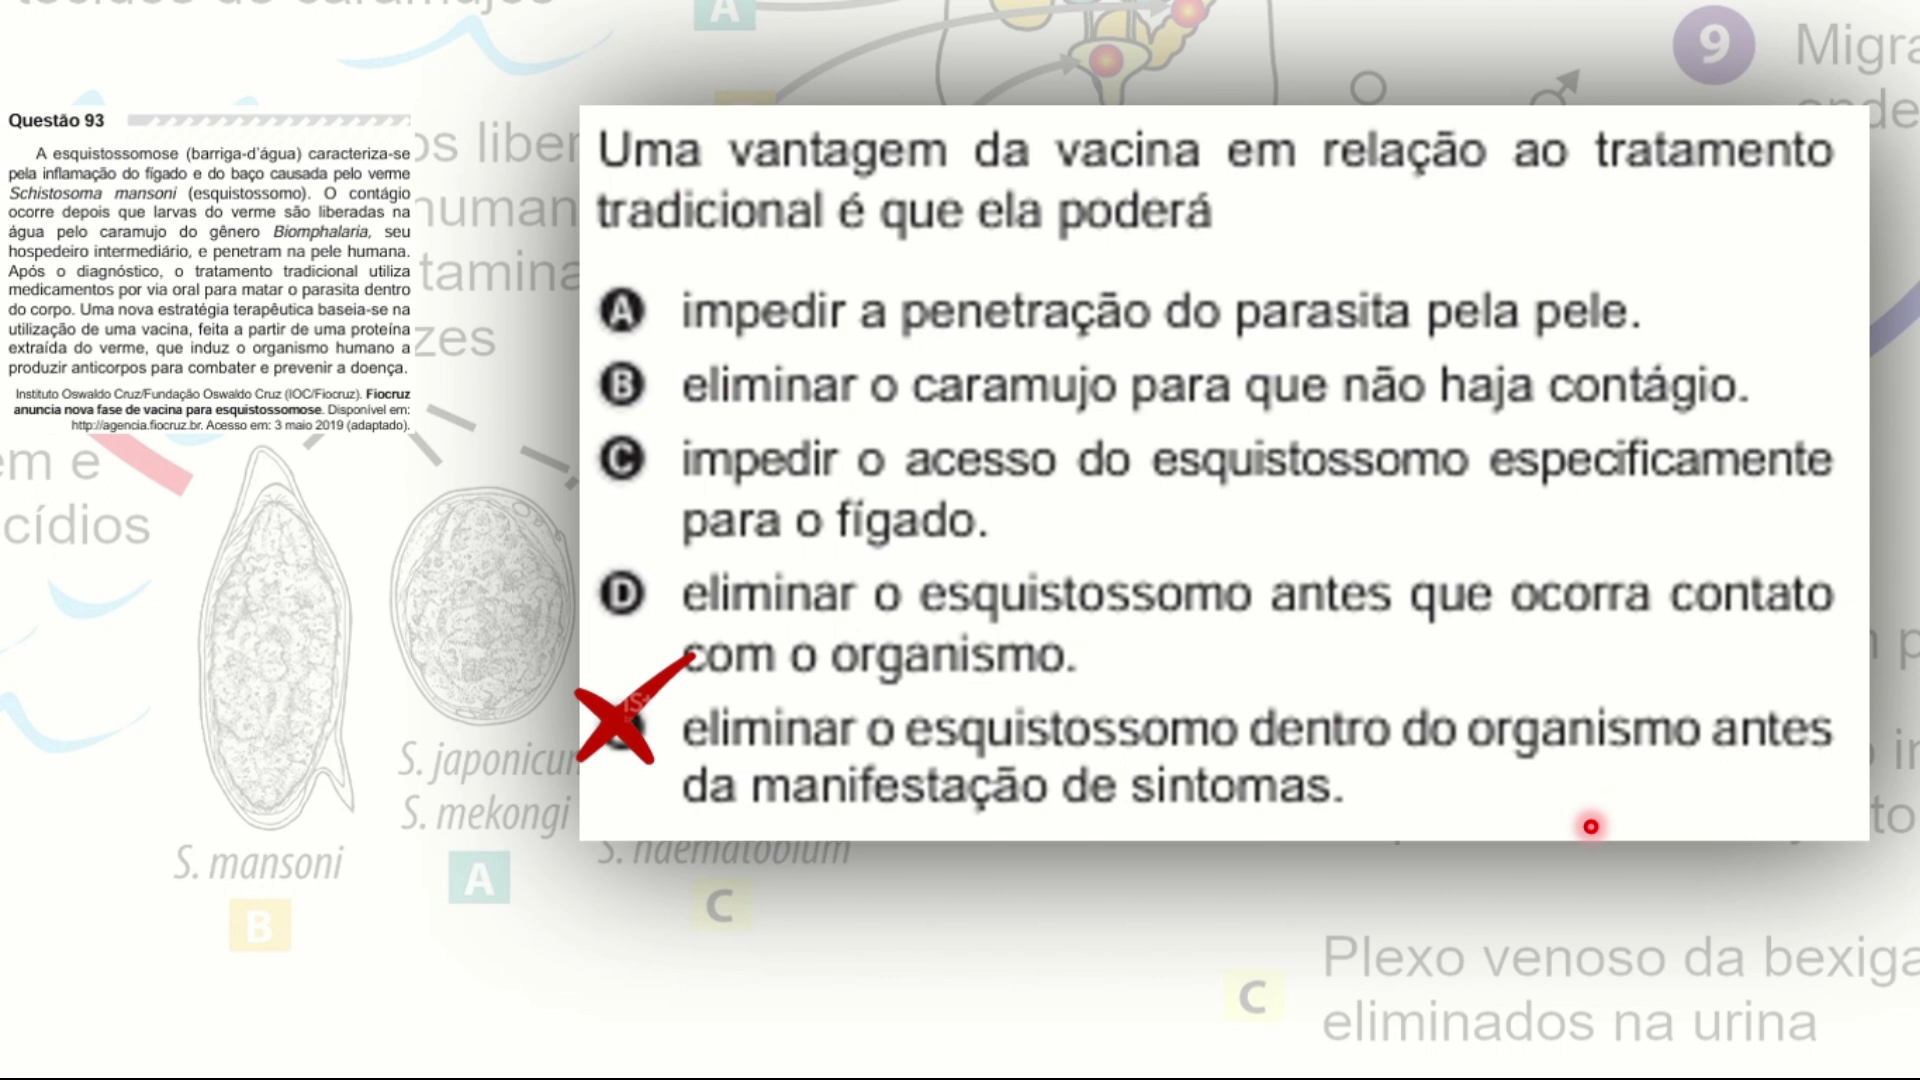 Questão 93
A esquistossomose (barriga-d'água) caracteriza-se
pela inflamação do fígado e do baço causada pelo verme
Schistosoma mansoni (esquistossomo). O contágio
ocorre depois que larvas do verme são liberadas na
água pelo caramujo do gênero Biomphalaria, seu
hospedeiro intermediário, e penetram na pele humana.
Após o diagnóstico, o tratamento tradicional utiliza
medicamentos por via oral para matar o parasita dentro
do corpo. Uma nova estratégia terapêutica baseia-se na
utilização de uma vacina, feita a partir de uma proteína
extraída do verme, que induz o organismo humano a
produzir anticorpos para combater e prevenir a doença.
Instituto Oswaldo Cruz/Fundação Oswaldo Cruz (IOC/Fiocruz). Fiocruz
anuncia nova fase de vacina para esquistossomose. Disponível em:
http://agencia.fiocruz.br. Acesso em: 3 maio 2019 (adaptado).
Uma vantagem da vacina em relação ao tratamento
tradicional é que ela poderá
A impedir a penetração do parasita pela pele.
B eliminar o caramujo para que não haja contágio.
C impedir o acesso do esquistossomo especificamente
para o fígado.
D eliminar o esquistossomo antes que ocorra contato
com o organismo.
eliminar o esquistossomo dentro do organismo antes
da manifestação de sintomas.
A
9
em e
cídios
zes
S. mekongi
S. mansoni
S. haematobium
B
A
C
C
Plexo venoso da bexiga
eliminados na urina